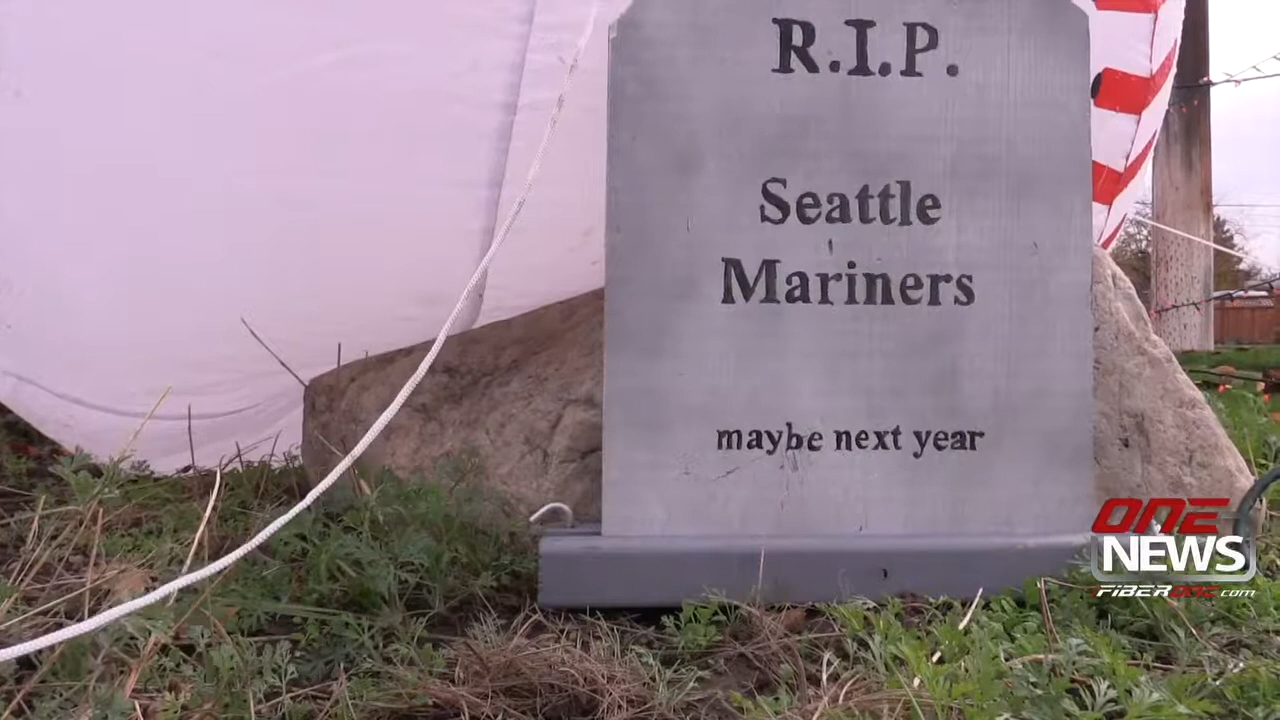 R.I.P.
Seattle
Mariners
maybe next year
ONE
NEWS
FIBERONE.com